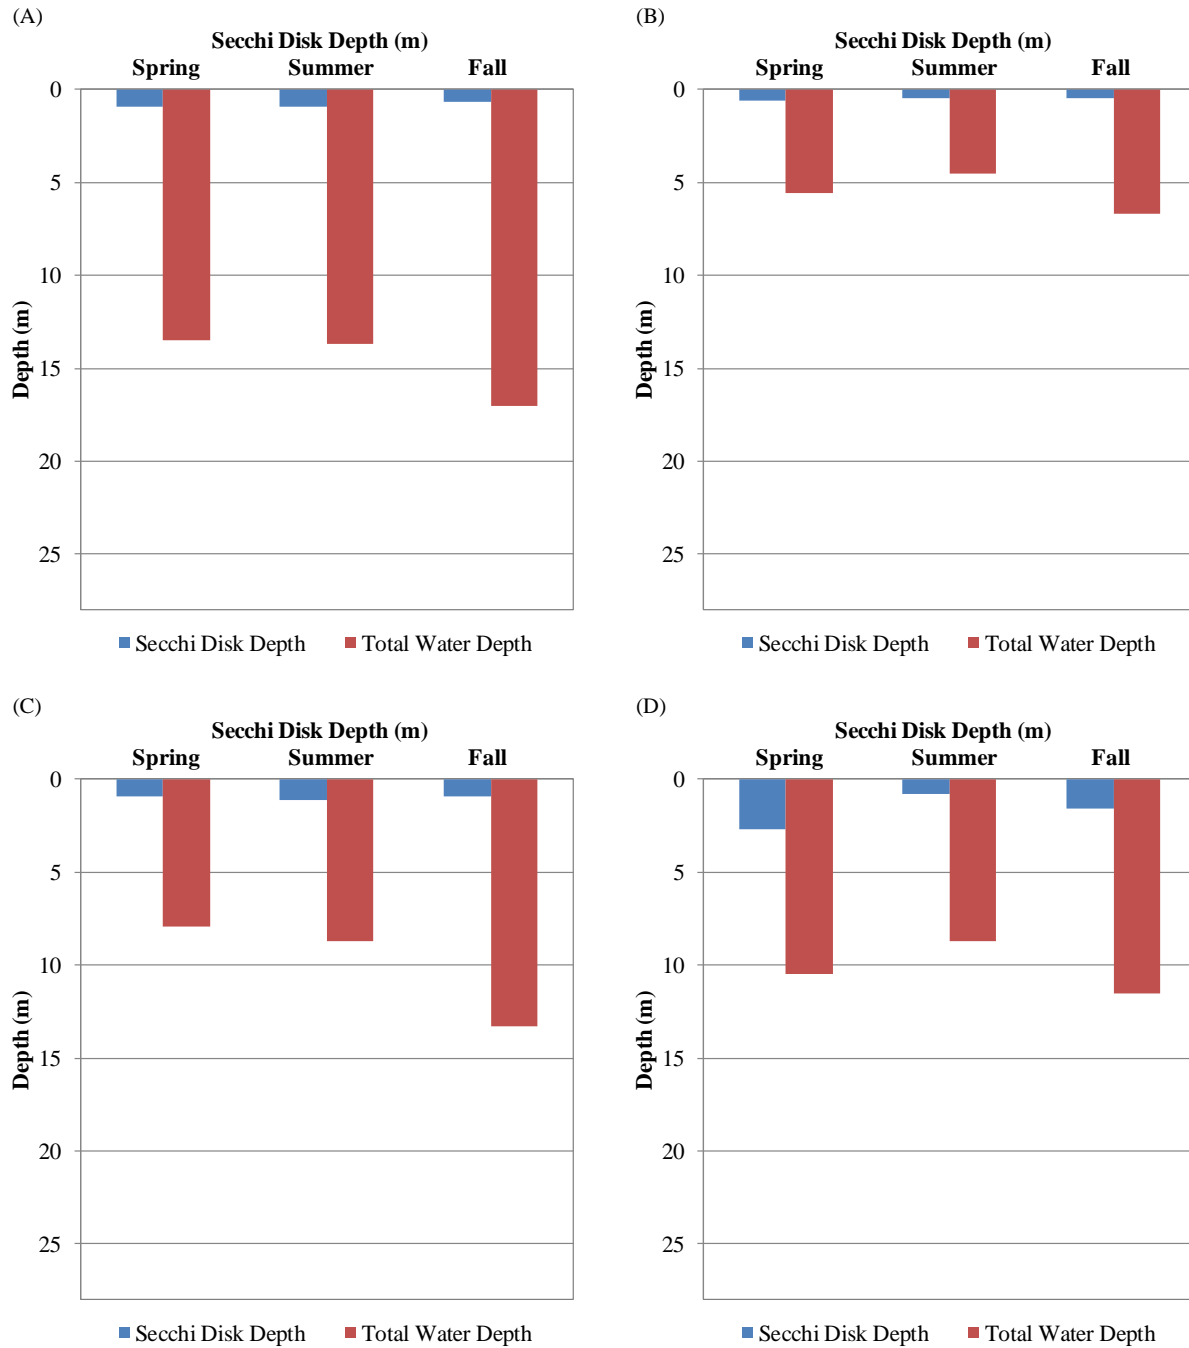 (A)
Secchi Disk Depth (m)
Spring Summer Fall
0
5
10
15
20
25
Depth (m)
Secchi Disk Depth Total Water Depth
(B)
Secchi Disk Depth (m)
Spring Summer Fall
0
5
10
15
20
25
Depth (m)
Secchi Disk Depth Total Water Depth
(C)
Secchi Disk Depth (m)
Spring Summer Fall
0
5
10
15
20
25
Depth (m)
Secchi Disk Depth Total Water Depth
(D)
Secchi Disk Depth (m)
Spring Summer Fall
0
5
10
15
20
25
Depth (m)
Secchi Disk Depth Total Water Depth